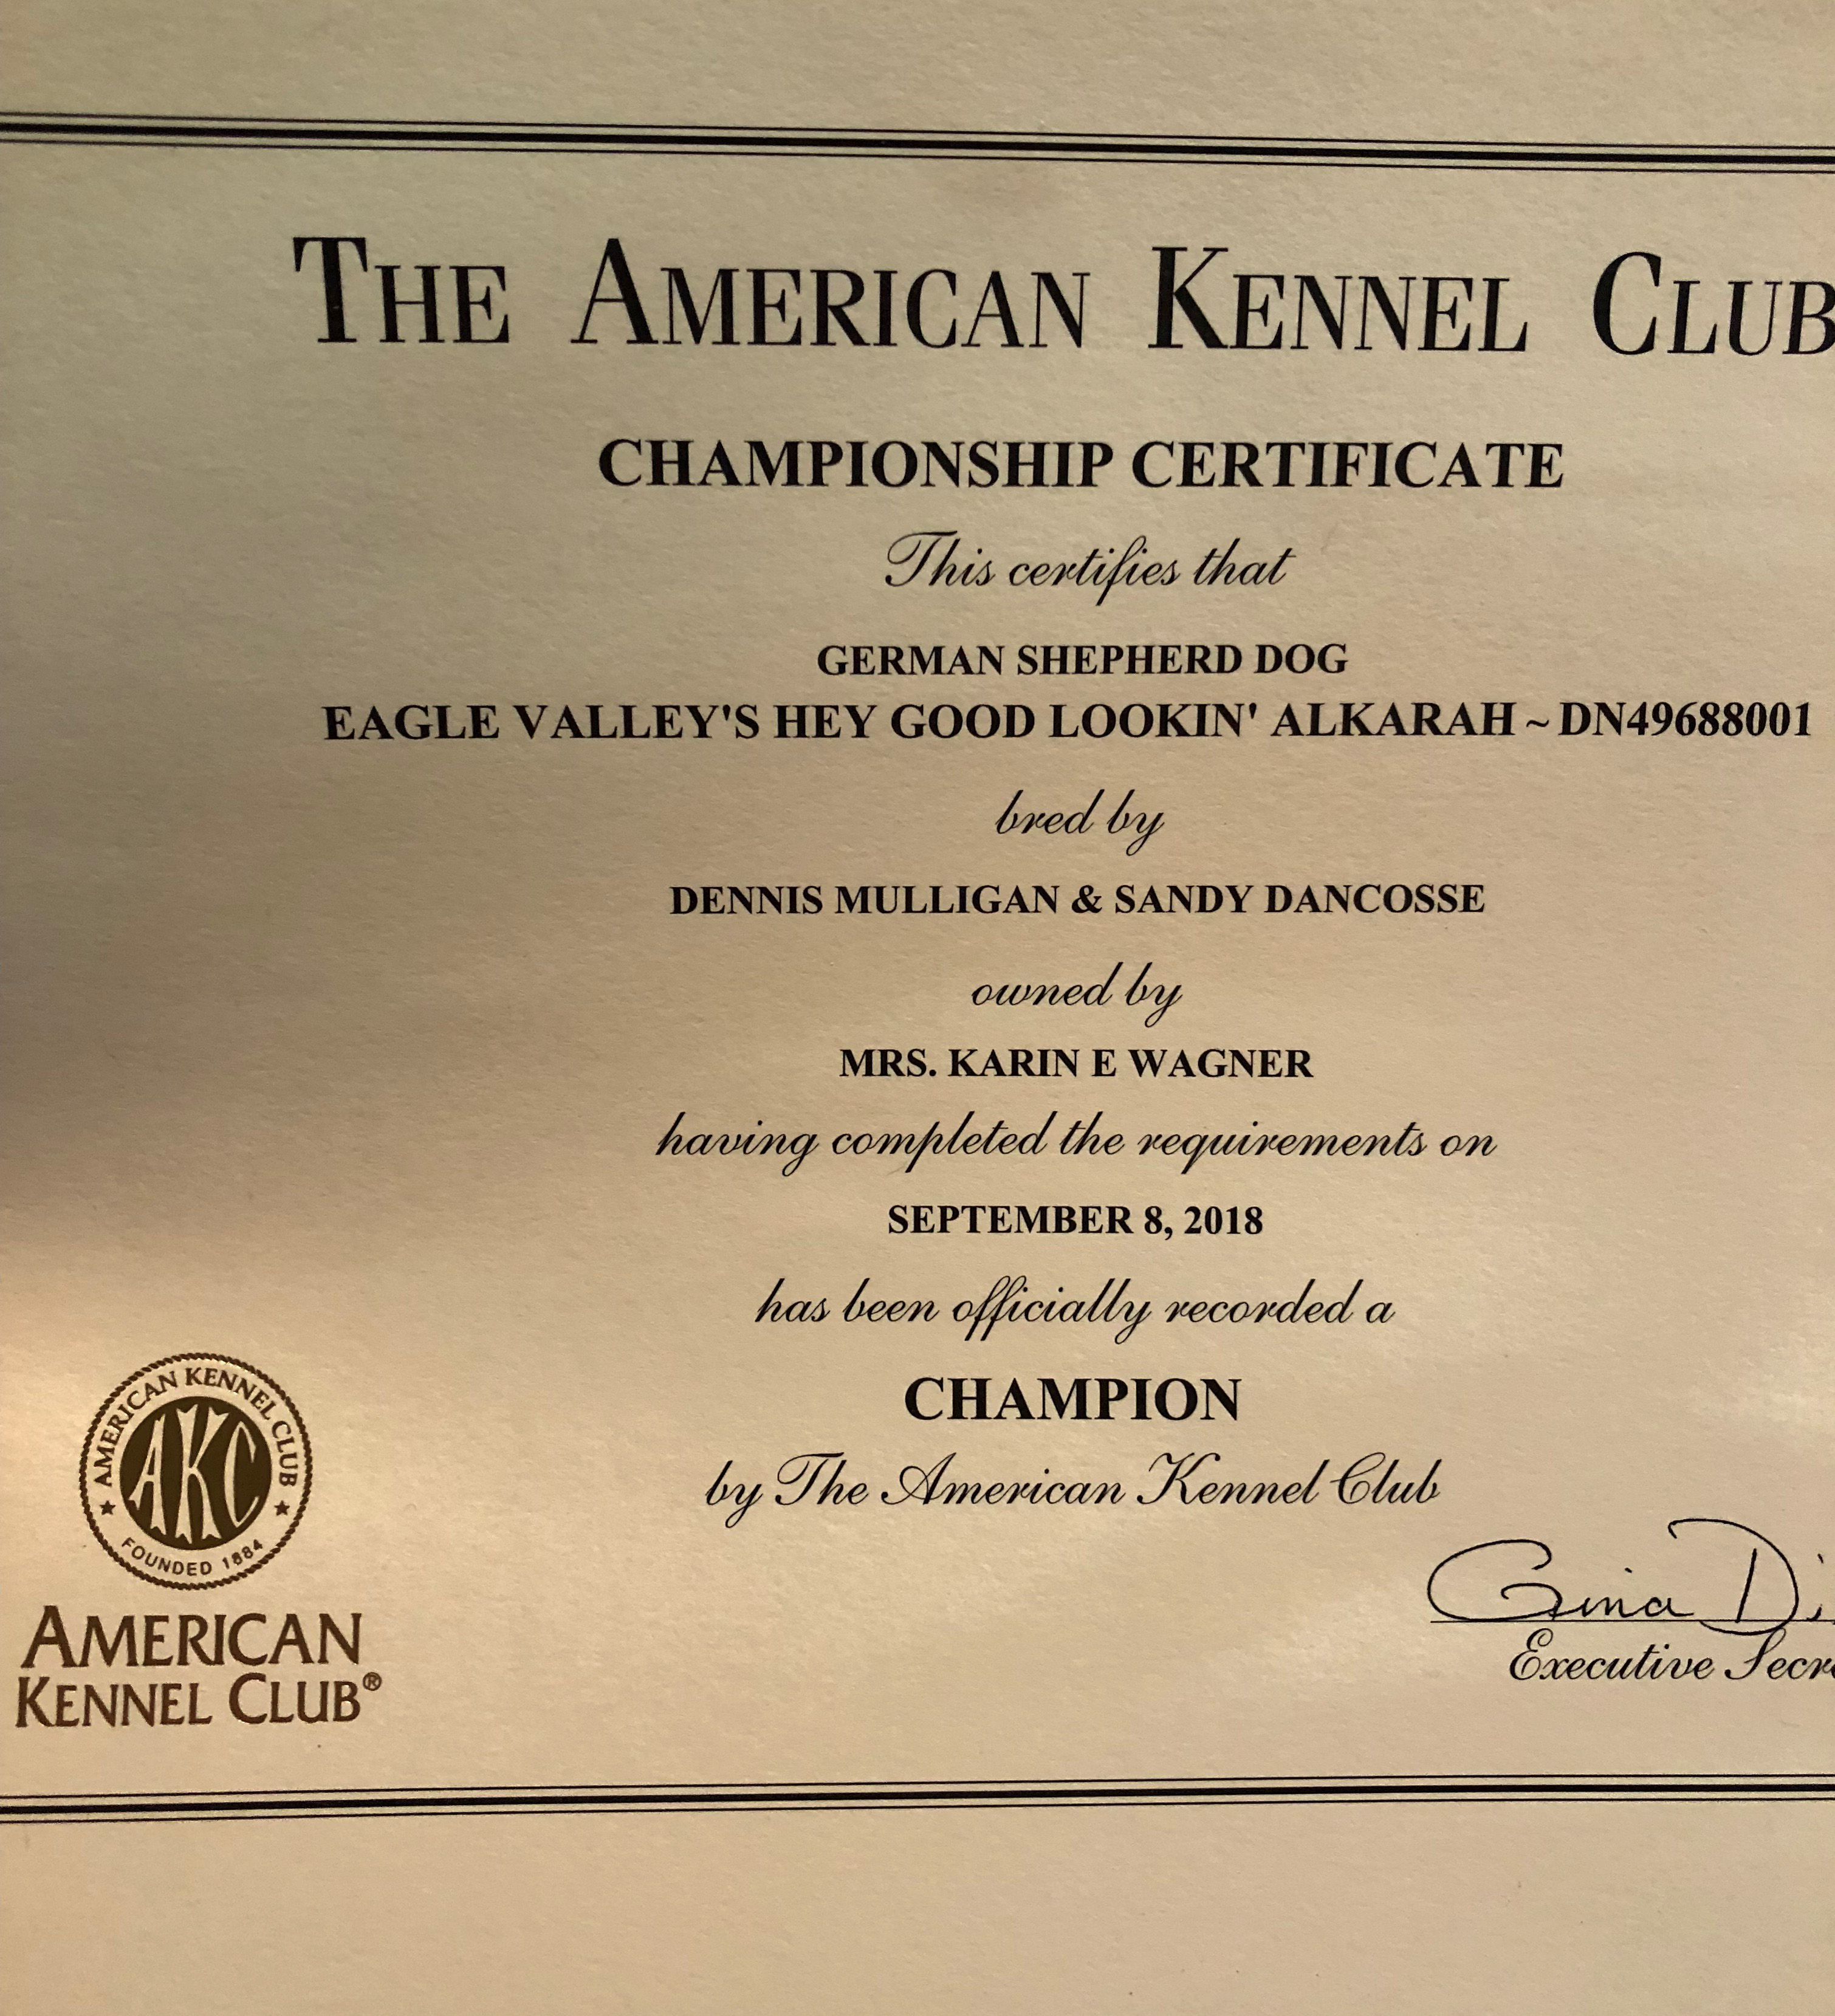 THE AMERICAN KENNEL CLUB
CHAMPIONSHIP CERTIFICATE
This certifies that
GERMAN SHEPHERD DOG
EAGLE VALLEY'S HEY GOOD LOOKIN' ALKARAH ~ DN49688001
bred by
DENNIS MULLIGAN & SANDY DANCOSSE
owned by
MRS. KARIN E WAGNER
having completed the requirements on
SEPTEMBER 8, 2018
has been officially recorded a
CHAMPION
by The American Kennel Club
AMERICAN KENNEL CLUB
AKC
FOUNDED 1884
AMERICAN
KENNEL CLUB®
Gina
Executive